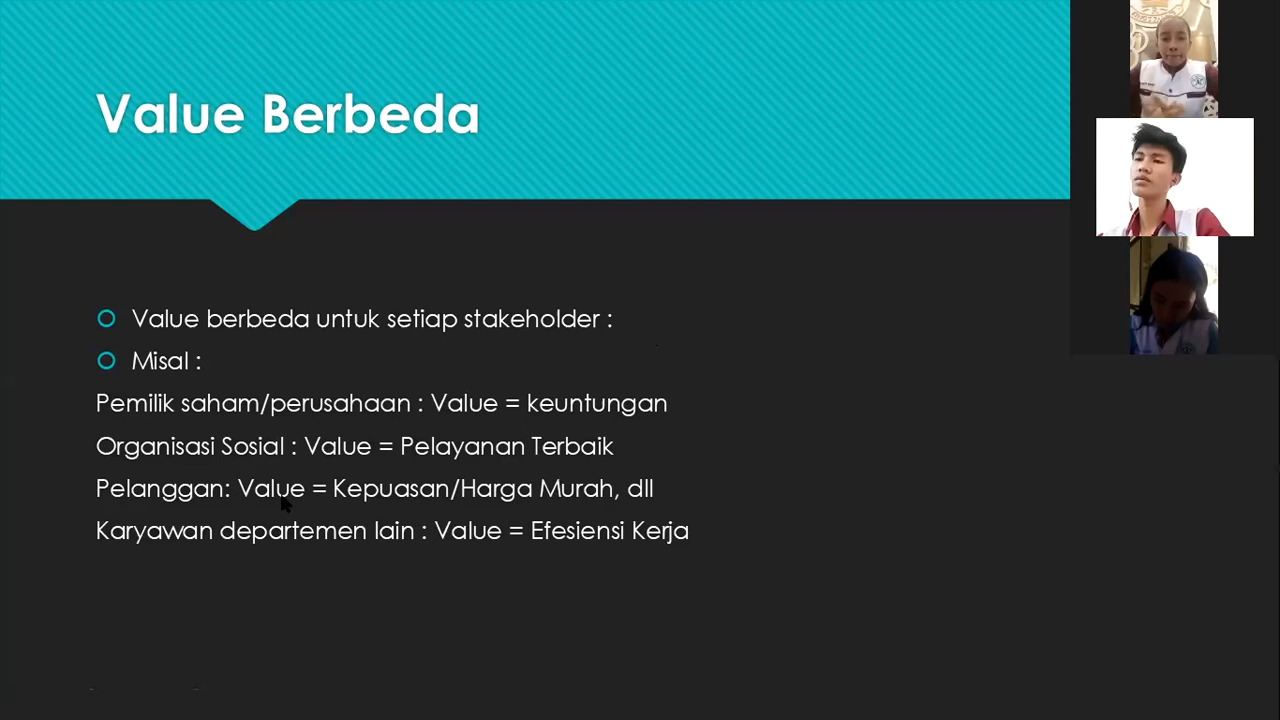 Value Berbeda
Value berbeda untuk setiap stakeholder :
Misal :
Pemilik saham/perusahaan : Value = keuntungan
Organisasi Sosial : Value = Pelayanan Terbaik
Pelanggan: Value = Kepuasan/Harga Murah, dll
Karyawan departemen lain : Value = Efesiensi Kerja